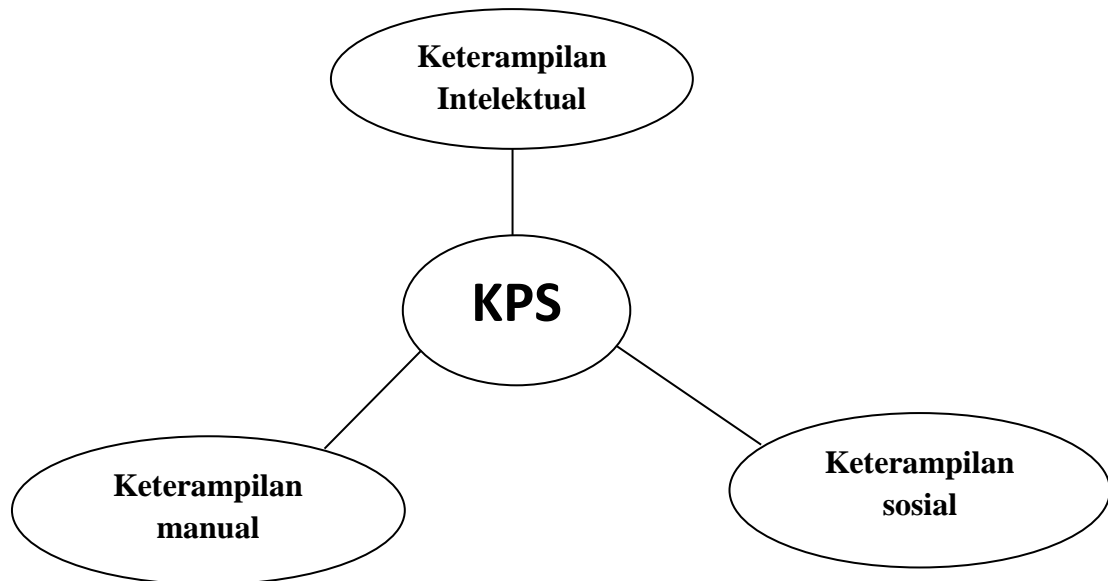 Keterampilan
Intelektual
KPS
Keterampilan
manual
Keterampilan
sosial